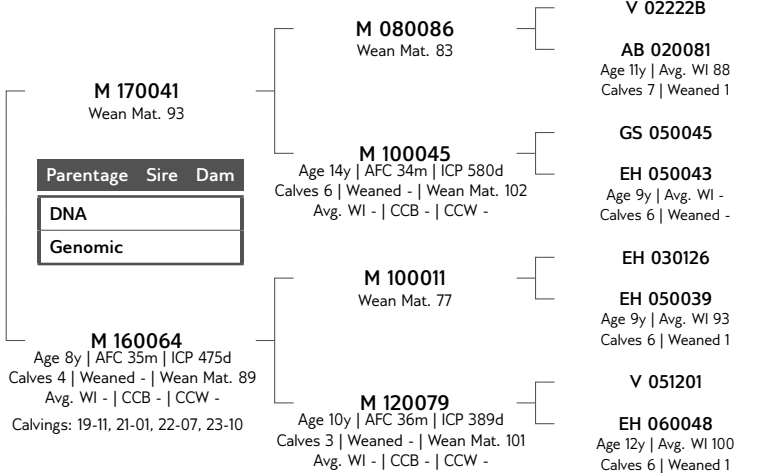 M 170041
Wean Mat. 93
Parentage Sire Dam
DNA
Genomic
M 160064
Age 8y | AFC 35m | ICP 475d
Calves 4 | Weaned - | Wean Mat. 89
Avg. WI - | CCB - | CCW -
Calvings: 19-11, 21-01, 22-07, 23-10
M 080086
Wean Mat. 83
M 100045
Age 14y | AFC 34m | ICP 580d
Calves 6 | Weaned - | Wean Mat. 102
Avg. WI - | CCB - | CCW -
M 100011
Wean Mat. 77
M 120079
Age 10y | AFC 36m | ICP 389d
Calves 3 | Weaned - | Wean Mat. 101
Avg. WI - | CCB - | CCW -
V 02222B
AB 020081
Age 11y | Avg. WI 88
Calves 7 | Weaned 1
GS 050045
EH 050043
Age 9y | Avg. WI -
Calves 6 | Weaned -
EH 030126
EH 050039
Age 9y | Avg. WI 93
Calves 6 | Weaned 1
V 051201
EH 060048
Age 12y | Avg. WI 100
Calves 6 | Weaned 1